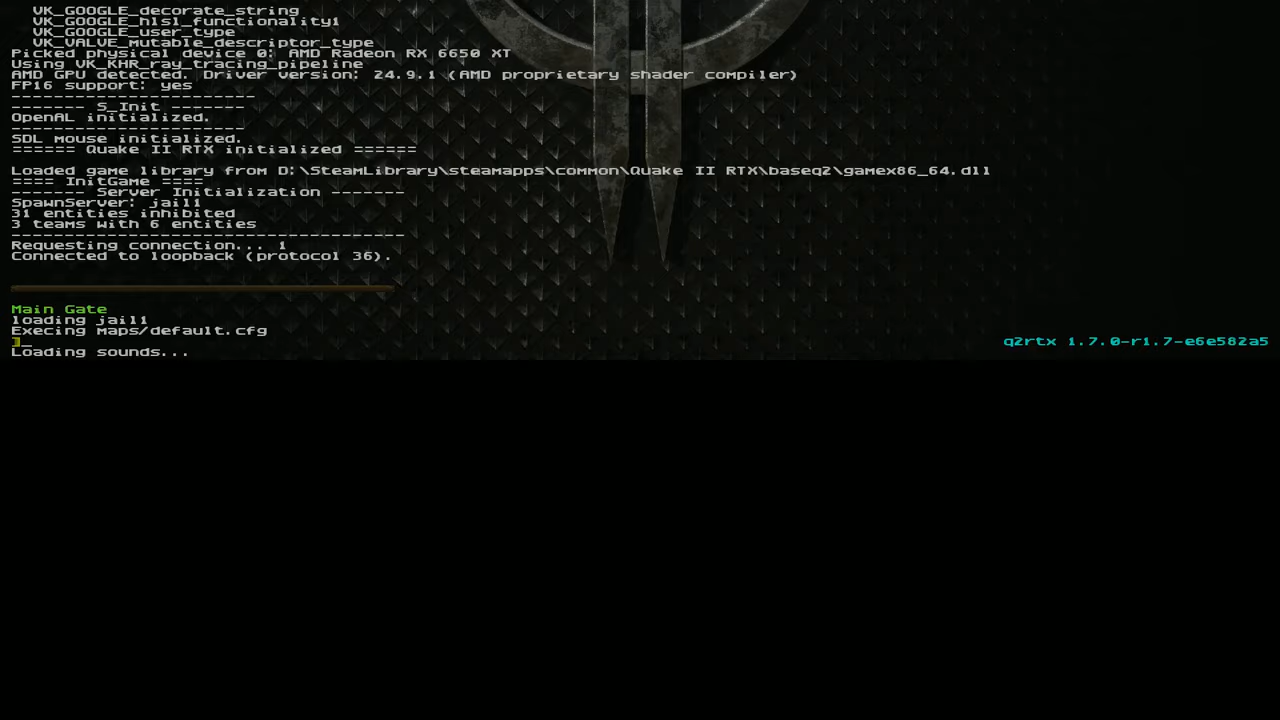 VK_GOOGLE_decorate_string
VK_GOOGLE_hlsl_functionality1
VK_GOOGLE_user_type
VK_VALVE_mutable_descriptor_type
Picked physical device 0: AMD Radeon RX 6650 XT
Using VK_KHR_ray_tracing_pipeline
AMD GPU detected. Driver version: 24.9.1 (AMD proprietary shader compiler)
FP16 support: yes
-----------------------
------- S_Init -------
OpenAL initialized.
----------------------
SDL mouse initialized.
====== Quake II RTX initialized ======
Loaded game library from D:\SteamLibrary\steamapps\common\Quake II RTX\baseq2\gamex86_64.dll
==== InitGame ====
------- Server Initialization -------
SpawnServer: jail1
31 entities inhibited
3 teams with 6 entities
-------------------------------------
Requesting connection... 1
Connected to loopback (protocol 36).
Main Gate
loading jail1
Execing maps/default.cfg
]_
q2rtx 1.7.0-r1.7-e6e582a5
Loading sounds...